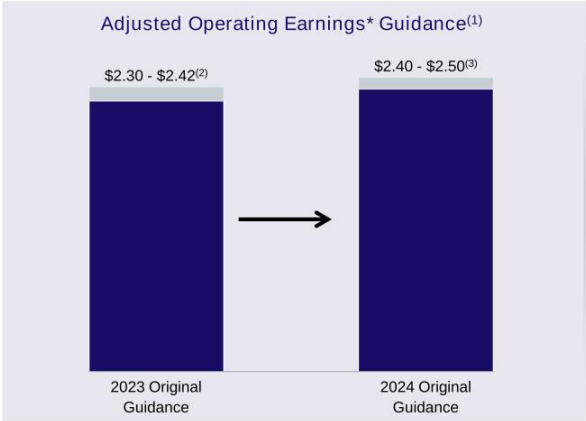 Adjusted Operating Earnings* Guidance(1)
$2.30 - $2.42(2)
$2.40 - $2.50(3)
2023 Original
Guidance
2024 Original
Guidance